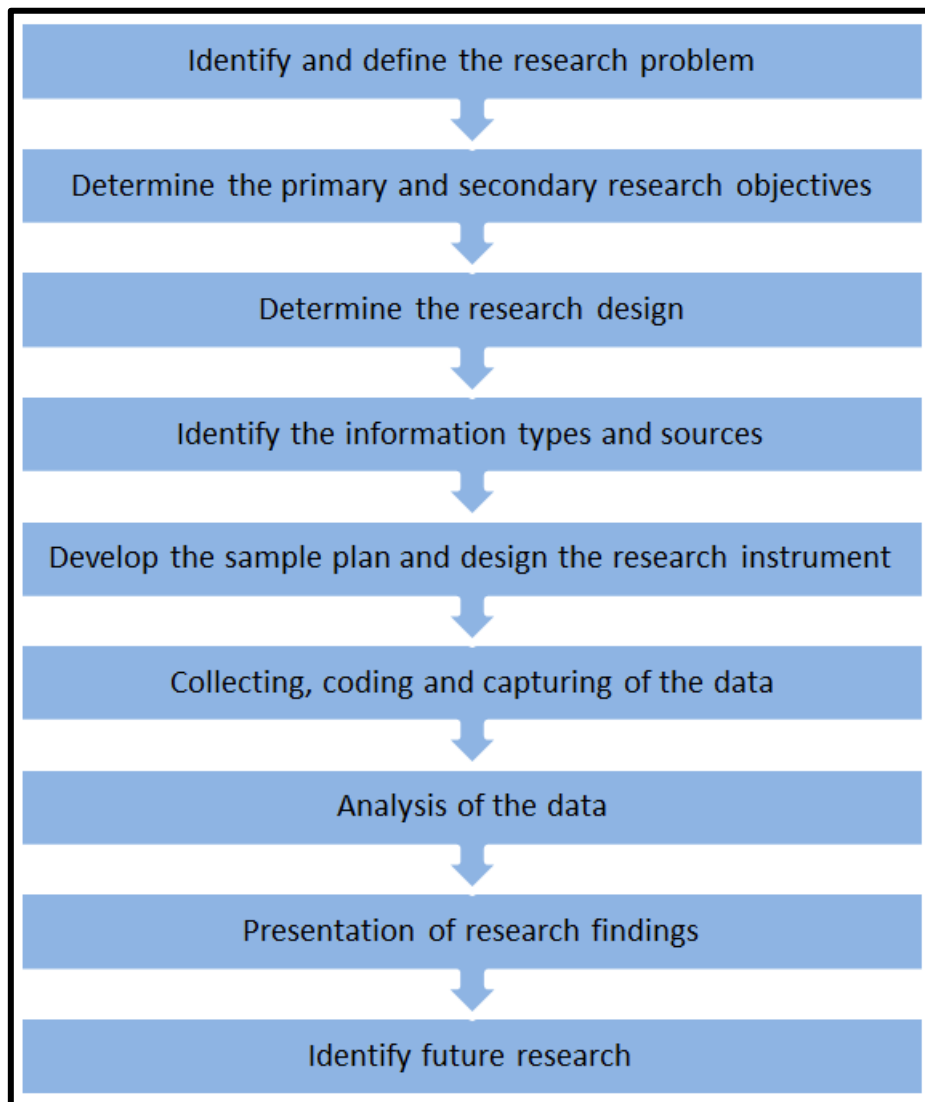 Identify and define the research problem
Determine the primary and secondary research objectives
Determine the research design
Identify the information types and sources
Develop the sample plan and design the research instrument
Collecting, coding and capturing of the data
Analysis of the data
Presentation of research findings
Identify future research